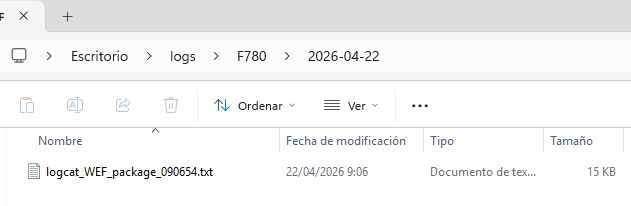 Escritorio > logs > F780 > 2026-04-22
Ordenar Ver
Nombre Fecha de modificación Tipo Tamaño
logcat_WEF_package_090654.txt 22/04/2026 9:06 Documento de tex... 15 KB